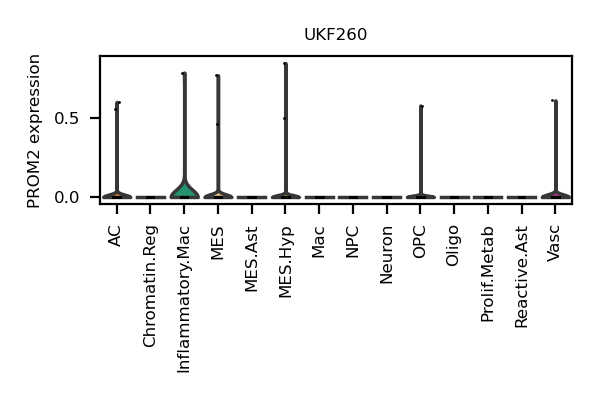 UKF260
PROM2 expression
0.5
0.0
AC
Chromatin.Reg
Inflammatory.Mac
MES
MES.Ast
MES.Hyp
Mac
NPC
Neuron
OPC
Oligo
Prolif.Metab
Reactive.Ast
Vasc